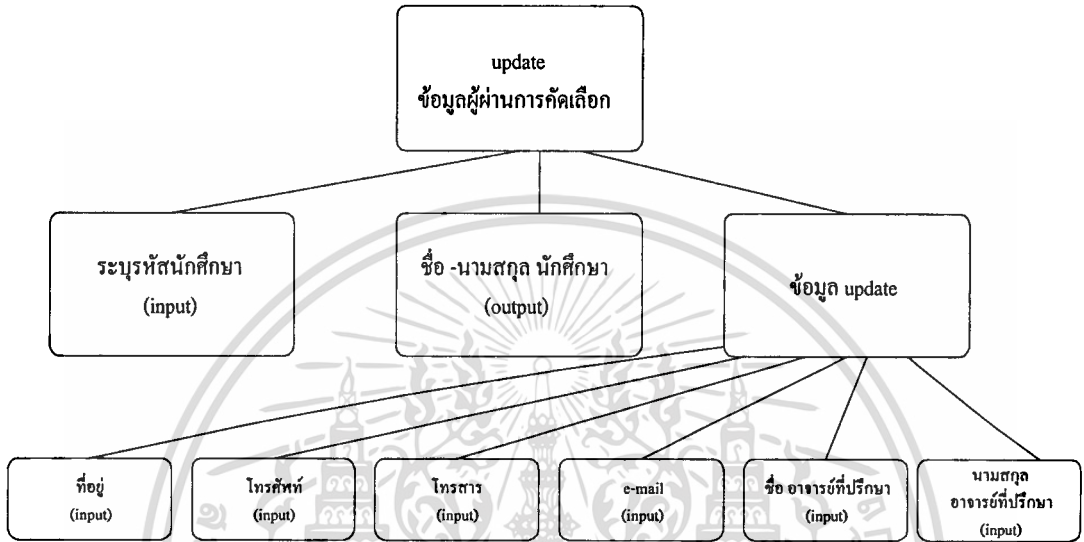 update
ข้อมูลผู้ผ่านการคัดเลือก
ระบุรหัสนักศึกษา
(input)
ชื่อ -นามสกุล นักศึกษา
(output)
ข้อมูล update
ที่อยู่
(input)
โทรศัพท์
(input)
โทรสาร
(input)
e-mail
(input)
ชื่อ อาจารย์ที่ปรึกษา
(input)
นามสกุล
อาจารย์ที่ปรึกษา
(input)